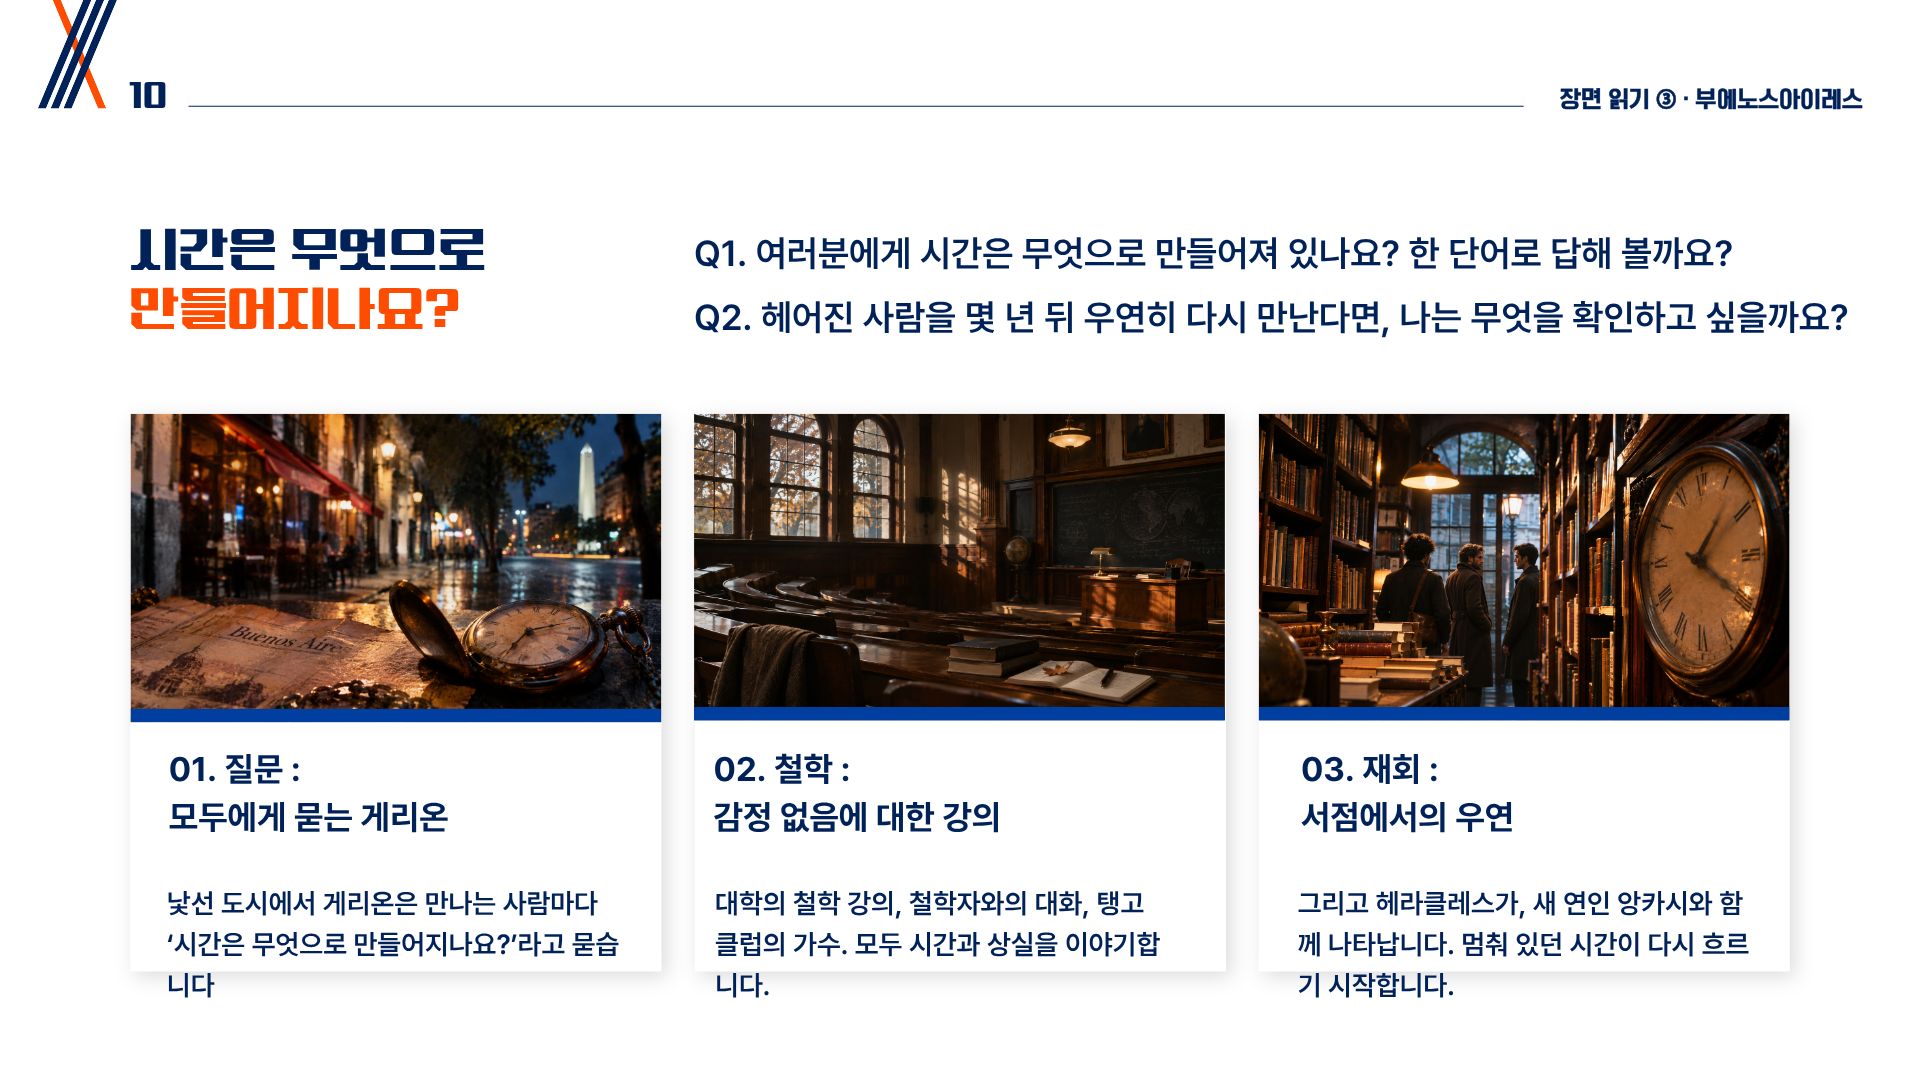 10
장면 읽기 ③ · 부에노스아이레스
시간은 무엇으로
만들어지나요?
Q1. 여러분에게 시간은 무엇으로 만들어져 있나요? 한 단어로 답해 볼까요?
Q2. 헤어진 사람을 몇 년 뒤 우연히 다시 만난다면, 나는 무엇을 확인하고 싶을까요?
Buenos Aire
01. 질문 :
모두에게 묻는 게리온
낯선 도시에서 게리온은 만나는 사람마다
‘시간은 무엇으로 만들어지나요?’라고 묻습
니다
02. 철학 :
감정 없음에 대한 강의
대학의 철학 강의, 철학자와의 대화, 탱고
클럽의 가수. 모두 시간과 상실을 이야기합
니다.
03. 재회 :
서점에서의 우연
그리고 헤라클레스가, 새 연인 앙카시와 함
께 나타납니다. 멈춰 있던 시간이 다시 흐르
기 시작합니다.